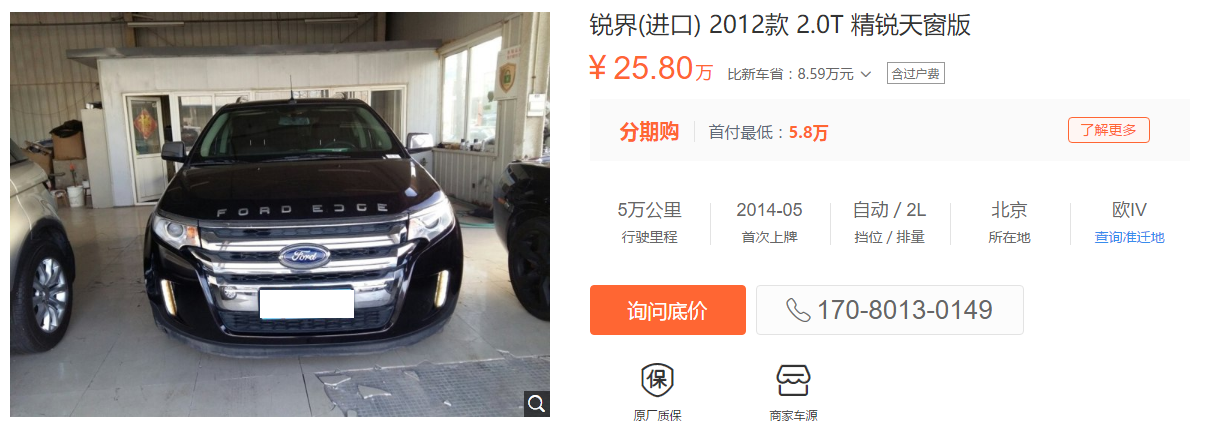 锐界(进口) 2012款 2.0T 精锐天窗版
¥25.80万 比新车省：8.59万元 含过户费
分期购 首付最低：5.8万 了解更多
5万公里 2014-05 自动 / 2L 北京 欧IV
行驶里程 首次上牌 挡位 / 排量 所在地 查询准迁地
询问底价 170-8013-0149
保
原厂质保 商家车源
FORD EDGE
Ford